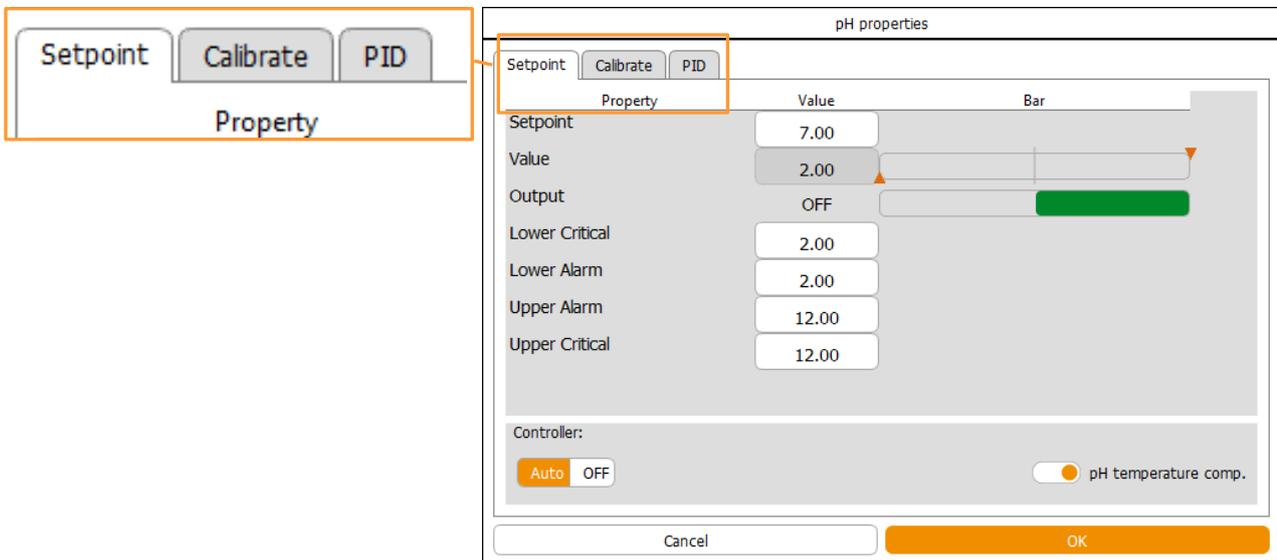 Setpoint Calibrate PID
Property
pH properties
Setpoint Calibrate PID
Property Value Bar
Setpoint 7.00
Value 2.00
Output OFF
Lower Critical 2.00
Lower Alarm 2.00
Upper Alarm 12.00
Upper Critical 12.00
Controller:
Auto OFF pH temperature comp.
Cancel OK